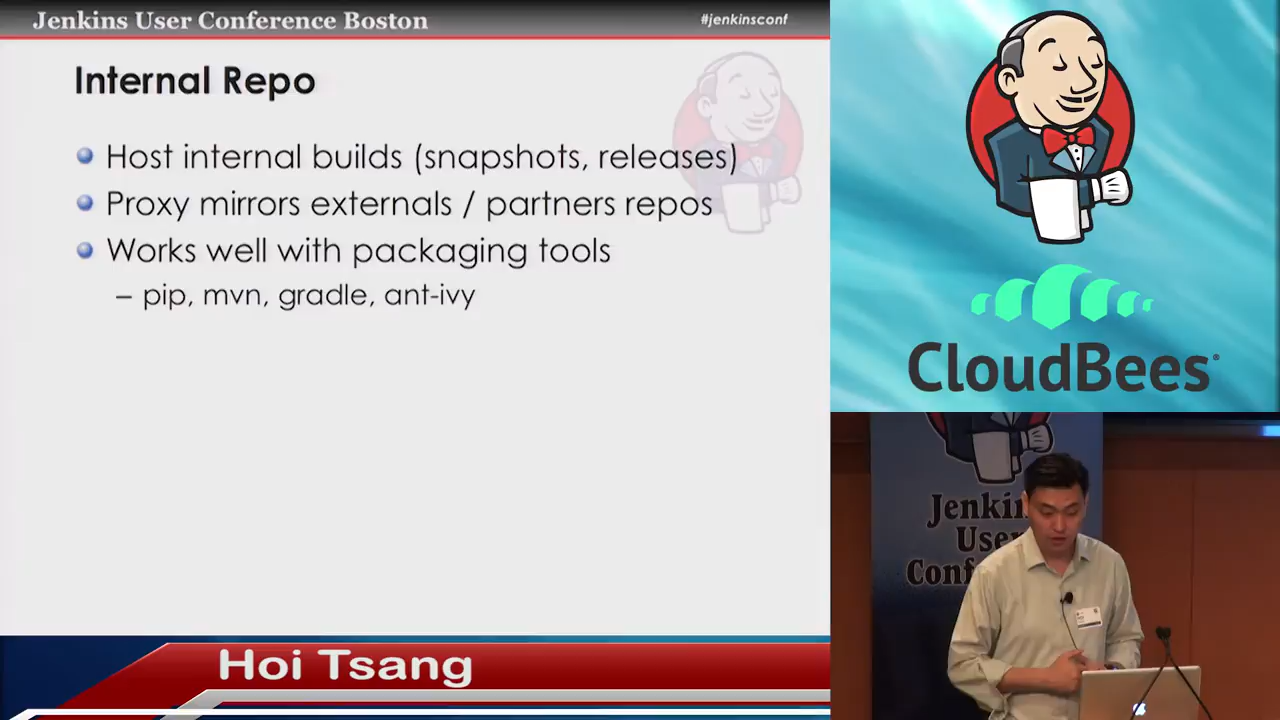 Jenkins User Conference Boston
#jenkinsconf
Internal Repo
Host internal builds (snapshots, releases)
Proxy mirrors externals / partners repos
Works well with packaging tools
– pip, mvn, gradle, ant-ivy
CloudBees
Jenkin
User
Conf
Hoi Tsang